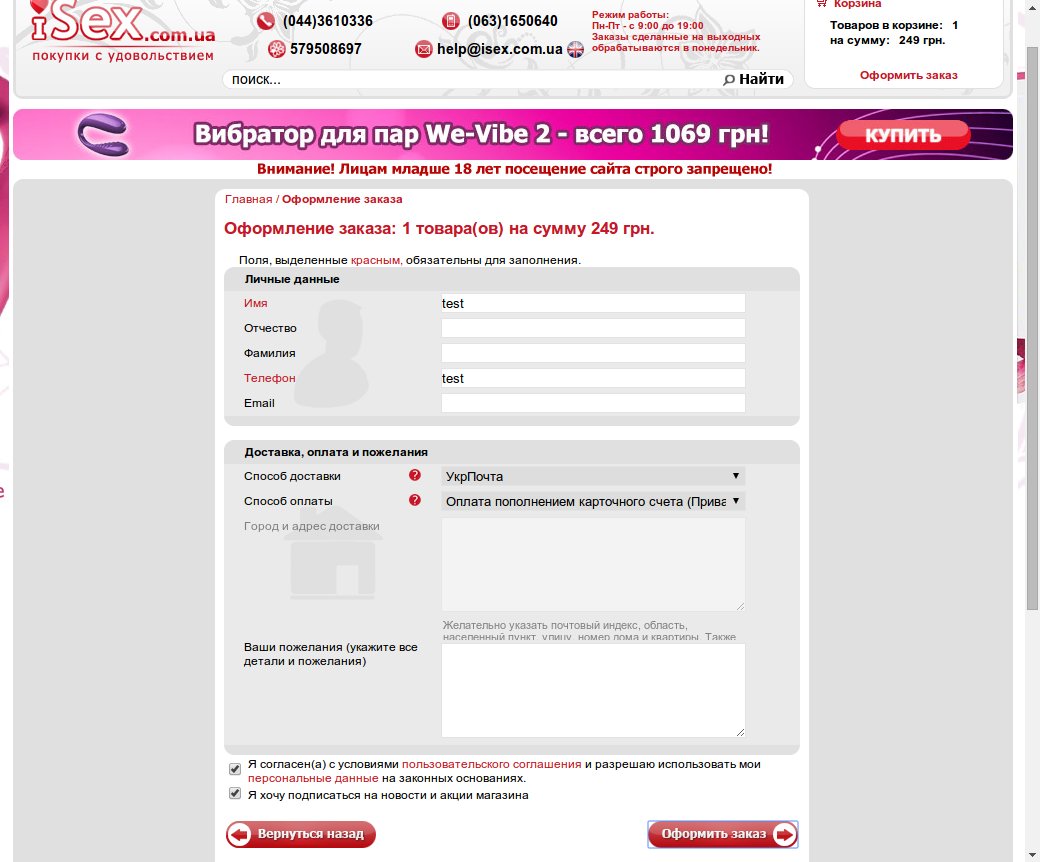 iSex.com.ua
покупки с удовольствием
(044)3610336
(063)1650640
579508697
help@isex.com.ua
Режим работы:
Пн-Пт - с 9:00 до 19:00
Заказы сделанные на выходных
обрабатываются в понедельник.
Корзина
Товаров в корзине: 1
на сумму: 249 грн.
Оформить заказ
поиск...
Найти
Вибратор для пар We-Vibe 2 - всего 1069 грн!
КУПИТЬ
Внимание! Лицам младше 18 лет посещение сайта строго запрещено!
Главная / Оформление заказа
Оформление заказа: 1 товара(ов) на сумму 249 грн.
Поля, выделенные красным, обязательны для заполнения.
Личные данные
Имя
test
Отчество
Фамилия
Телефон
test
Email
Доставка, оплата и пожелания
Способ доставки
?
УкрПочта
Способ оплаты
?
Оплата пополнением карточного счета (Прива
Город и адрес доставки
Желательно указать почтовый индекс, область,
населенный пункт, улицу, номер дома и квартиры. Также
Ваши пожелания (укажите все
детали и пожелания)
Я согласен(а) с условиями пользовательского соглашения и разрешаю использовать мои
персональные данные на законных основаниях.
Я хочу подписаться на новости и акции магазина
Вернуться назад
Оформить заказ